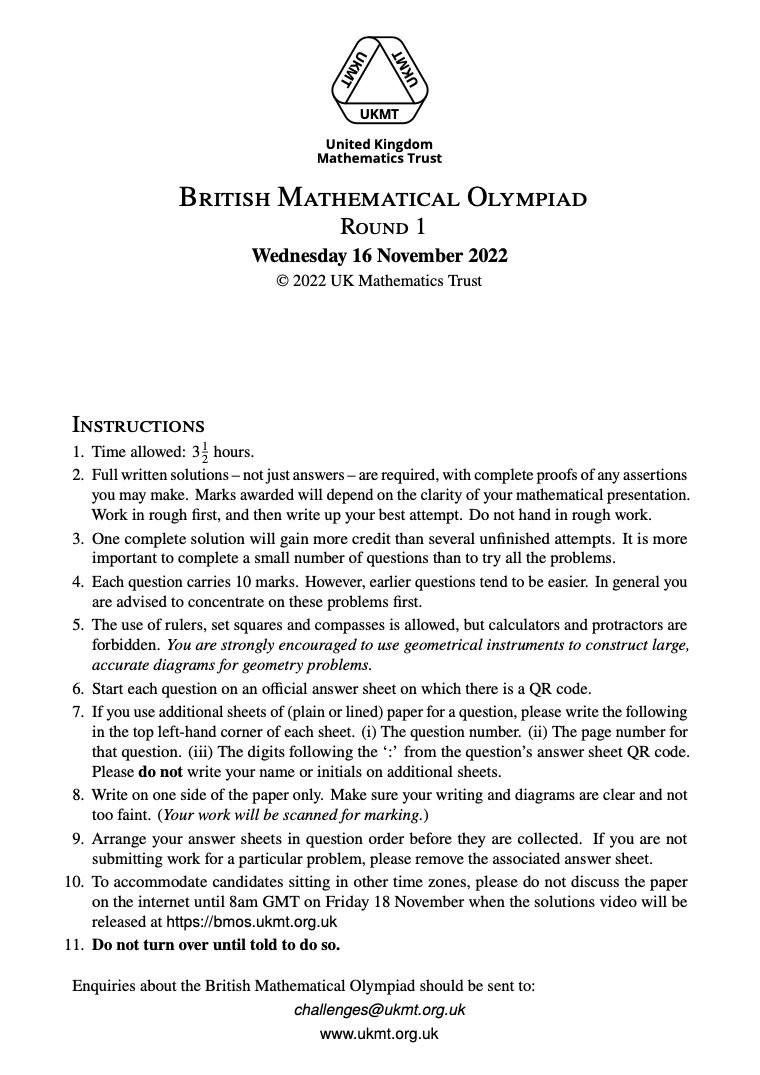 UKMT
UKMT
UKMT
United Kingdom
Mathematics Trust
British Mathematical Olympiad
Round 1
Wednesday 16 November 2022
© 2022 UK Mathematics Trust
Instructions
1. Time allowed: 3½ hours.
2. Full written solutions – not just answers – are required, with complete proofs of any assertions
you may make. Marks awarded will depend on the clarity of your mathematical presentation.
Work in rough first, and then write up your best attempt. Do not hand in rough work.
3. One complete solution will gain more credit than several unfinished attempts. It is more
important to complete a small number of questions than to try all the problems.
4. Each question carries 10 marks. However, earlier questions tend to be easier. In general you
are advised to concentrate on these problems first.
5. The use of rulers, set squares and compasses is allowed, but calculators and protractors are
forbidden. You are strongly encouraged to use geometrical instruments to construct large,
accurate diagrams for geometry problems.
6. Start each question on an official answer sheet on which there is a QR code.
7. If you use additional sheets of (plain or lined) paper for a question, please write the following
in the top left-hand corner of each sheet. (i) The question number. (ii) The page number for
that question. (iii) The digits following the ‘:’ from the question’s answer sheet QR code.
Please do not write your name or initials on additional sheets.
8. Write on one side of the paper only. Make sure your writing and diagrams are clear and not
too faint. (Your work will be scanned for marking.)
9. Arrange your answer sheets in question order before they are collected. If you are not
submitting work for a particular problem, please remove the associated answer sheet.
10. To accommodate candidates sitting in other time zones, please do not discuss the paper
on the internet until 8am GMT on Friday 18 November when the solutions video will be
released at https://bmos.ukmt.org.uk
11. Do not turn over until told to do so.
Enquiries about the British Mathematical Olympiad should be sent to:
challenges@ukmt.org.uk
www.ukmt.org.uk